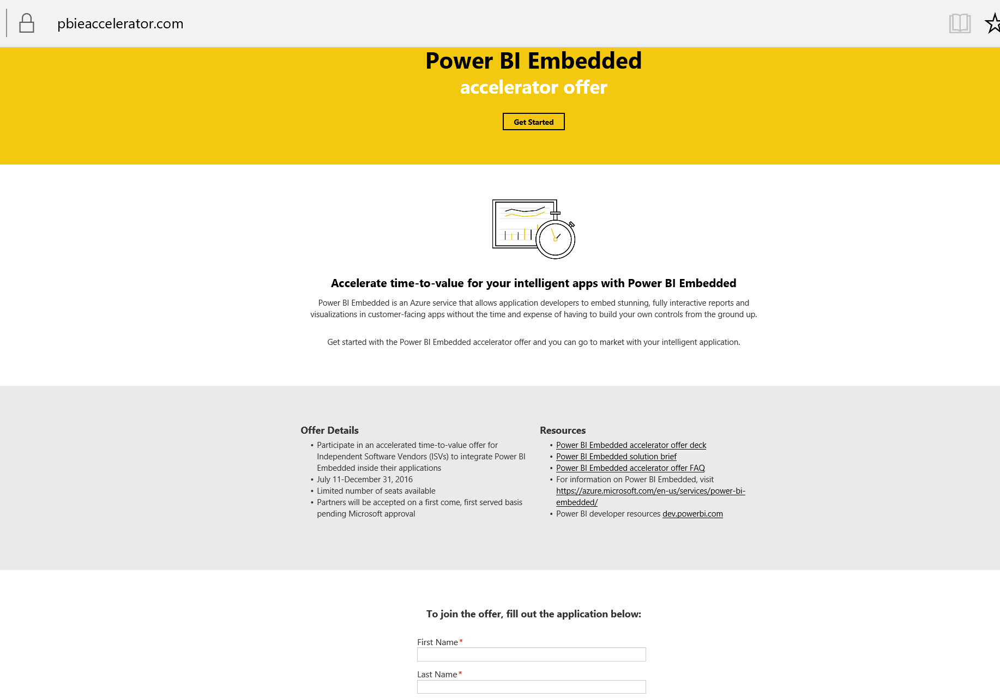 pbieaccelerator.com
Power BI Embedded
accelerator offer
Get Started
Accelerate time-to-value for your intelligent apps with Power BI Embedded
Power BI Embedded is an Azure service that allows application developers to embed stunning, fully interactive reports and
visualizations in customer-facing apps without the time and expense of having to build your own controls from the ground up.
Get started with the Power BI Embedded accelerator offer and you can go to market with your intelligent application.
Offer Details
• Participate in an accelerated time-to-value offer for
Independent Software Vendors (ISVs) to integrate Power BI
Embedded inside their applications
• July 11-December 31, 2016
• Limited number of seats available
• Partners will be accepted on a first come, first served basis
pending Microsoft approval
Resources
• Power BI Embedded accelerator offer deck
• Power BI Embedded solution brief
• Power BI Embedded accelerator offer FAQ
• For information on Power BI Embedded, visit
https://azure.microsoft.com/en-us/services/power-bi-
embedded/
• Power BI developer resources dev.powerbi.com
To join the offer, fill out the application below:
First Name*
Last Name*